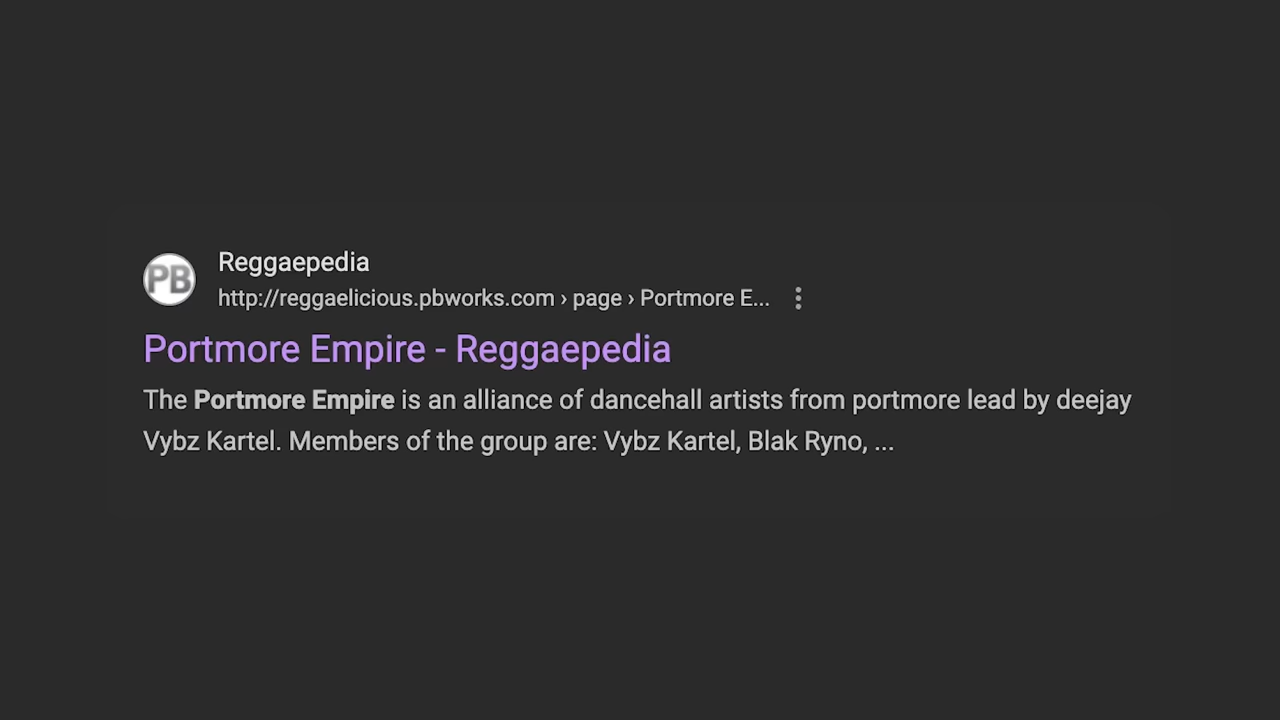 PB
Reggaepedia
http://reggaelicious.pbworks.com › page › Portmore E...
Portmore Empire - Reggaepedia
The Portmore Empire is an alliance of dancehall artists from portmore lead by deejay
Vybz Kartel. Members of the group are: Vybz Kartel, Blak Ryno, ...